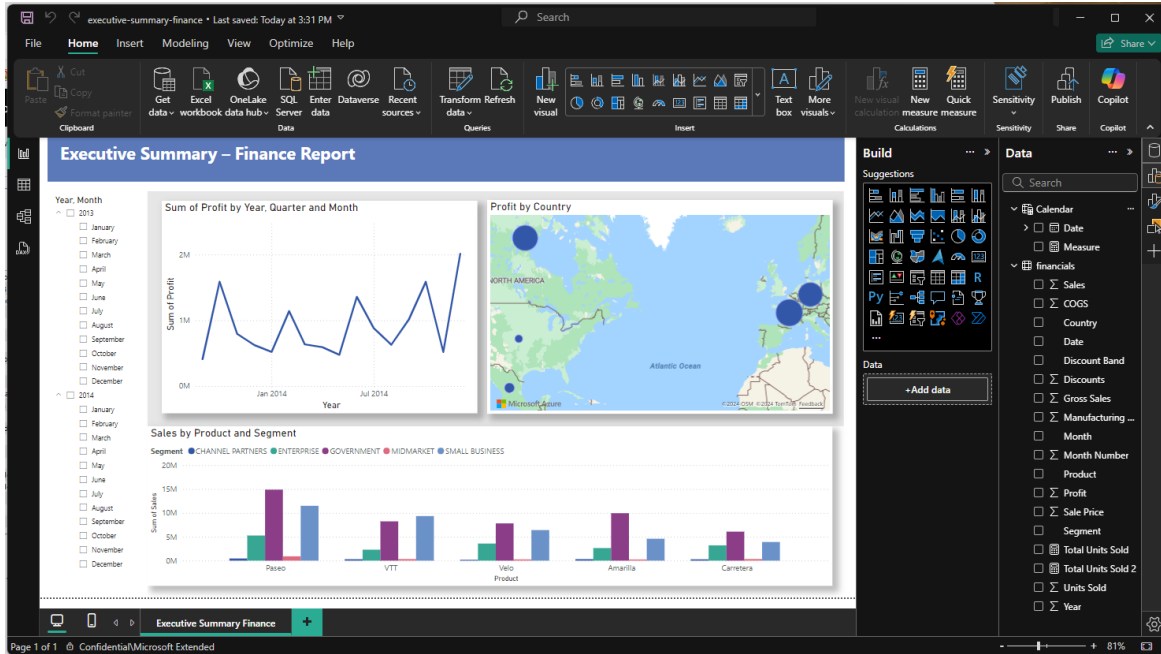 executive-summary-finance • Last saved: Today at 3:31 PM
Search
File Home Insert Modeling View Optimize Help
Share
Paste
Cut
Copy
Format painter
Clipboard
Get data
Excel workbook
OneLake data hub
SQL Server
Enter data
Dataverse
Recent sources
Data
Transform data
Refresh
Queries
New visual
Text box
More visuals
Insert
New visual calculation
New measure
Quick measure
Calculations
Sensitivity
Sensitivity
Publish
Share
Copilot
Copilot
Executive Summary – Finance Report
Year, Month
2013
January
February
March
April
May
June
July
August
September
October
November
December
2014
January
February
March
April
May
June
July
August
September
October
November
December
Sum of Profit by Year, Quarter and Month
Sum of Profit
2M
0M
Jan 2014 Jul 2014
Year
Profit by Country
NORTH AMERICA
EUROPE
Atlantic Ocean
Microsoft Azure
©2024 OSM ©2024 TomTom Feedback
Sales by Product and Segment
Segment CHANNEL PARTNERS ENTERPRISE GOVERNMENT MIDMARKET SMALL BUSINESS
Sum of Sales
20M
15M
5M
0M
Paseo VTT Velo Amarilla Carretera
Product
Build
Suggestions
123
R
Py
Data
+Add data
Data
Search
Calendar
Date
Measure
financials
Sales
COGS
Country
Date
Discount Band
Discounts
Gross Sales
Manufacturing ...
Month
Month Number
Product
Profit
Sale Price
Segment
Total Units Sold
Total Units Sold 2
Units Sold
Year
Executive Summary Finance
Page 1 of 1
Confidential\Microsoft Extended
81%